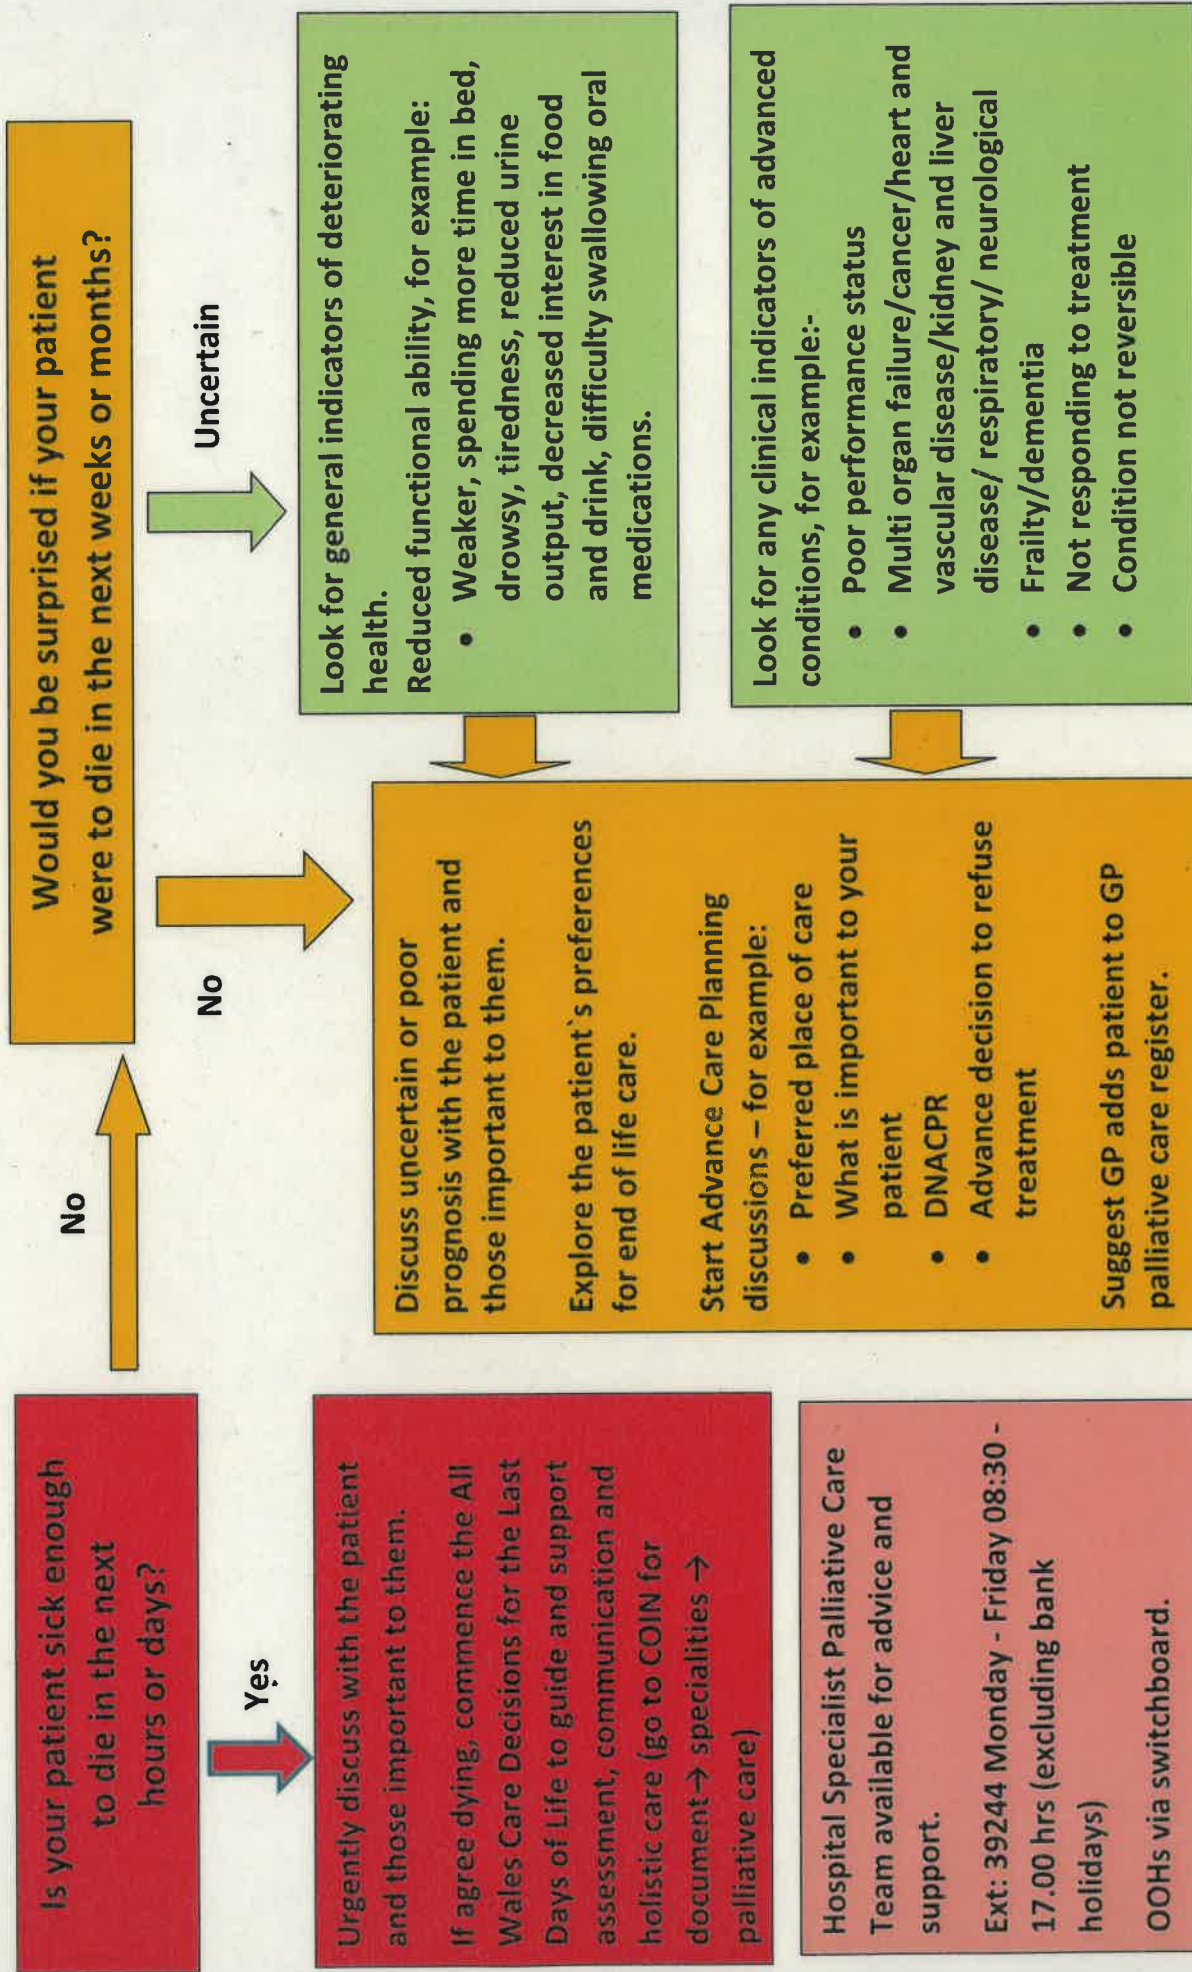 Is your patient sick enough
to die in the next
hours or days?
No
Would you be surprised if your patient
were to die in the next weeks or months?
Yes
No
Uncertain
Urgently discuss with the patient
and those important to them.
If agree dying, commence the All
Wales Care Decisions for the Last
Days of Life to guide and support
assessment, communication and
holistic care (go to COIN for
document→ specialities →
palliative care)
Hospital Specialist Palliative Care
Team available for advice and
support.
Ext: 39244 Monday - Friday 08:30 -
17.00 hrs (excluding bank
holidays)
OOHs via switchboard.
Discuss uncertain or poor
prognosis with the patient and
those important to them.
Explore the patient`s preferences
for end of life care.
Start Advance Care Planning
discussions – for example:
• Preferred place of care
• What is important to your
patient
• DNACPR
• Advance decision to refuse
treatment
Suggest GP adds patient to GP
palliative care register.
Look for general indicators of deteriorating
health.
Reduced functional ability, for example:
• Weaker, spending more time in bed,
drowsy, tiredness, reduced urine
output, decreased interest in food
and drink, difficulty swallowing oral
medications.
Look for any clinical indicators of advanced
conditions, for example:-
• Poor performance status
• Multi organ failure/cancer/heart and
vascular disease/kidney and liver
disease/ respiratory/ neurological
• Frailty/dementia
• Not responding to treatment
• Condition not reversible